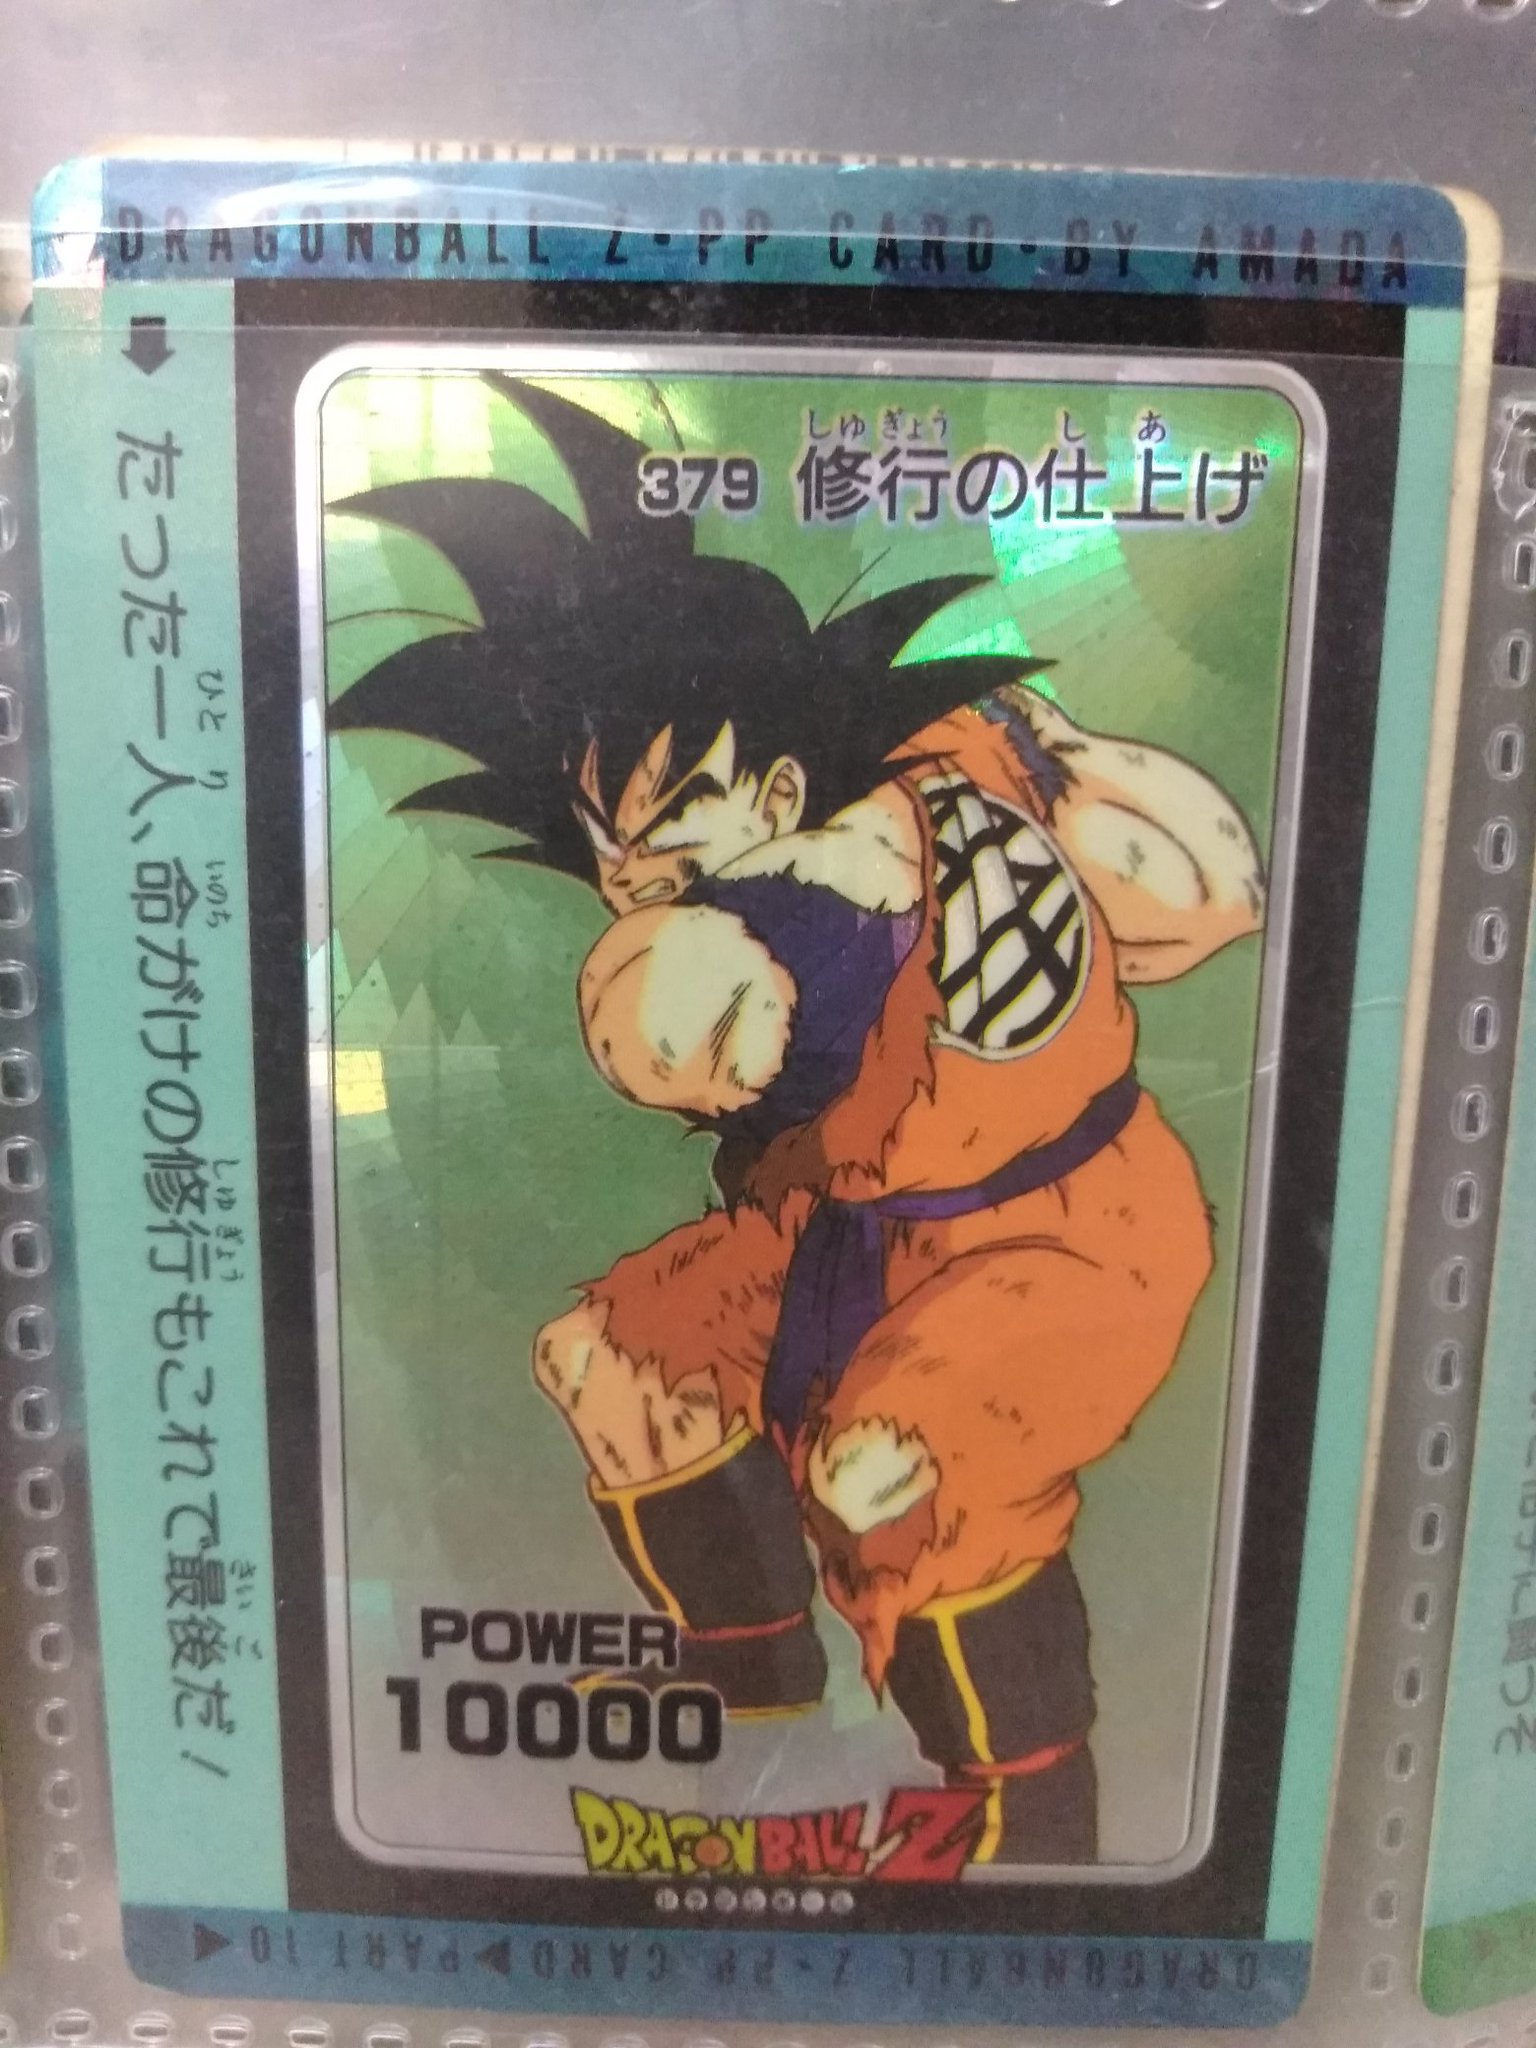 DRAGONBALL Z・PP CARD・BY AMADA
しゅぎょう しあ
379 修行の仕上げ
ひとり いのち しゅぎょう さいご
たった一人、命がけの修行もこれで最後だ!
POWER
10000
DRAGONBALL Z
DRAGONBALL Z・PP CARD▶PART 10◀